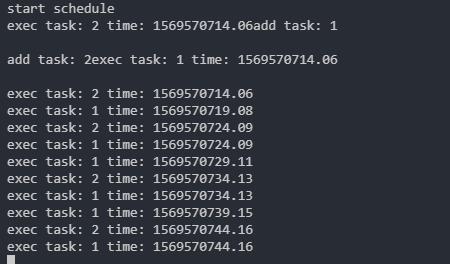 start schedule
exec task: 2 time: 1569570714.06add task: 1
add task: 2exec task: 1 time: 1569570714.06
exec task: 2 time: 1569570714.06
exec task: 1 time: 1569570719.08
exec task: 2 time: 1569570724.09
exec task: 1 time: 1569570724.09
exec task: 1 time: 1569570729.11
exec task: 2 time: 1569570734.13
exec task: 1 time: 1569570734.13
exec task: 1 time: 1569570739.15
exec task: 2 time: 1569570744.16
exec task: 1 time: 1569570744.16